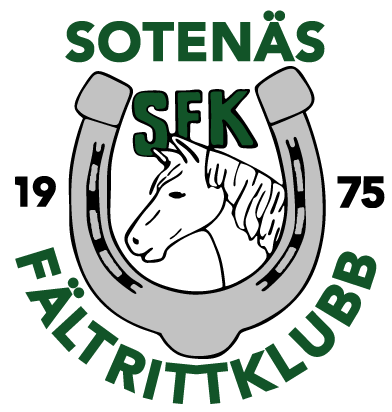 SOTENÄS
SFK
19 75
FÄLTRITTKLUBB